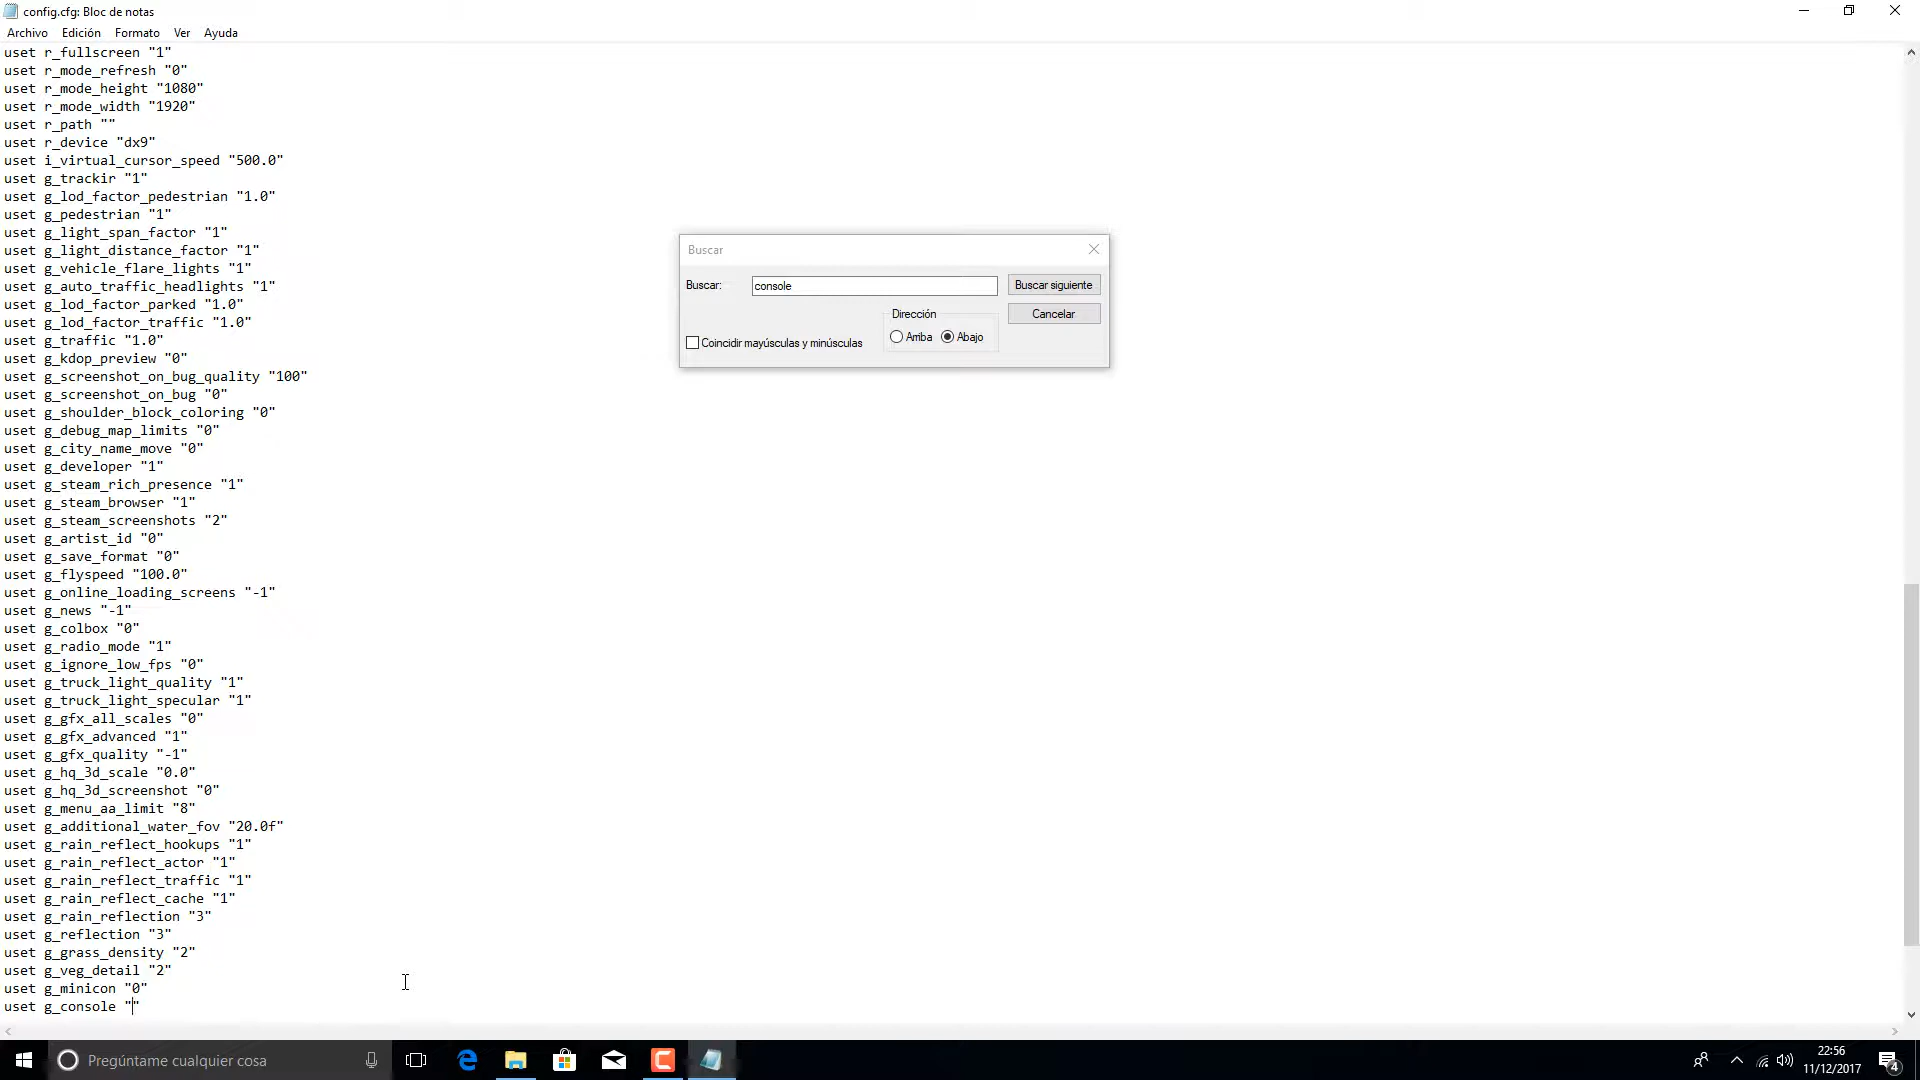 config.cfg: Bloc de notas
Archivo Edición Formato Ver Ayuda
uset r_fullscreen "1"
uset r_mode_refresh "0"
uset r_mode_height "1080"
uset r_mode_width "1920"
uset r_path ""
uset r_device "dx9"
uset i_virtual_cursor_speed "500.0"
uset g_trackir "1"
uset g_lod_factor_pedestrian "1.0"
uset g_pedestrian "1"
uset g_light_span_factor "1"
uset g_light_distance_factor "1"
uset g_vehicle_flare_lights "1"
uset g_auto_traffic_headlights "1"
uset g_lod_factor_parked "1.0"
uset g_lod_factor_traffic "1.0"
uset g_traffic "1.0"
uset g_kdop_preview "0"
uset g_screenshot_on_bug_quality "100"
uset g_screenshot_on_bug "0"
uset g_shoulder_block_coloring "0"
uset g_debug_map_limits "0"
uset g_city_name_move "0"
uset g_developer "1"
uset g_steam_rich_presence "1"
uset g_steam_browser "1"
uset g_steam_screenshots "2"
uset g_artist_id "0"
uset g_save_format "0"
uset g_flyspeed "100.0"
uset g_online_loading_screens "-1"
uset g_news "-1"
uset g_colbox "0"
uset g_radio_mode "1"
uset g_ignore_low_fps "0"
uset g_truck_light_quality "1"
uset g_truck_light_specular "1"
uset g_gfx_all_scales "0"
uset g_gfx_advanced "1"
uset g_gfx_quality "-1"
uset g_hq_3d_scale "0.0"
uset g_hq_3d_screenshot "0"
uset g_menu_aa_limit "8"
uset g_additional_water_fov "20.0f"
uset g_rain_reflect_hookups "1"
uset g_rain_reflect_actor "1"
uset g_rain_reflect_traffic "1"
uset g_rain_reflect_cache "1"
uset g_rain_reflection "3"
uset g_reflection "3"
uset g_grass_density "2"
uset g_veg_detail "2"
uset g_minicon "0"
uset g_console ""
Buscar
Buscar: console Buscar siguiente
Dirección Cancelar
Arriba Abajo
Coincidir mayúsculas y minúsculas
Pregúntame cualquier cosa
22:56
11/12/2017
4